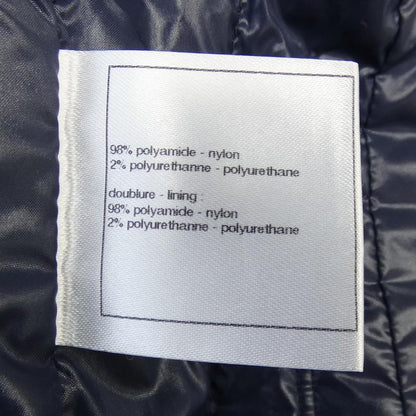 98% polyamide - nylon
2% polyurethanne - polyurethane
doublure - lining :
98% polyamide - nylon
2% polyurethanne - polyurethane